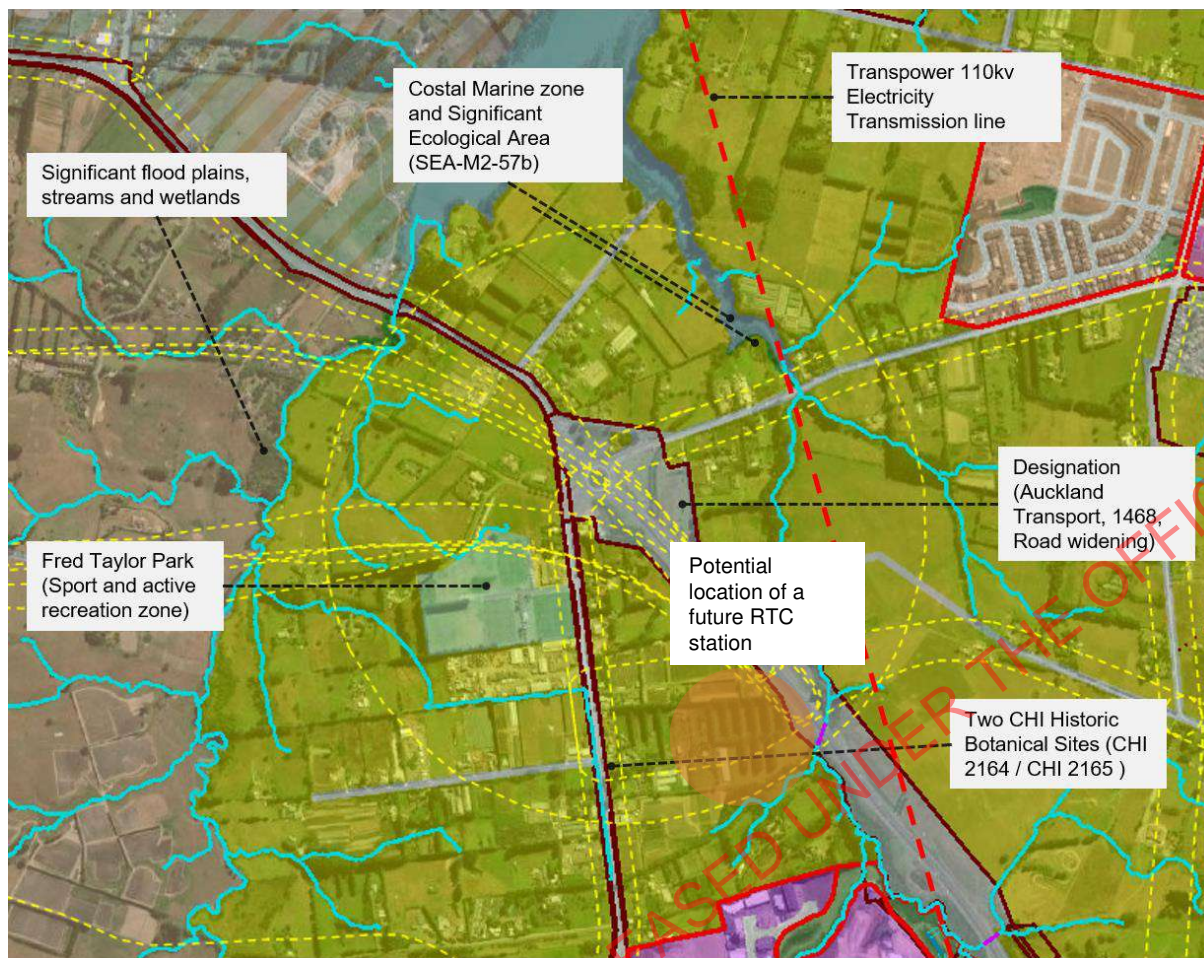 Costal Marine zone
and Significant
Ecological Area
(SEA-M2-57b)
Transpower 110kv
Electricity
Transmission line
Significant flood plains,
streams and wetlands
Designation
(Auckland
Transport, 1468,
Road widening)
Fred Taylor Park
(Sport and active
recreation zone)
Potential
location of a
future RTC
station
Two CHI Historic
Botanical Sites (CHI
2164 / CHI 2165 )
ASED UNDER THE OFFI